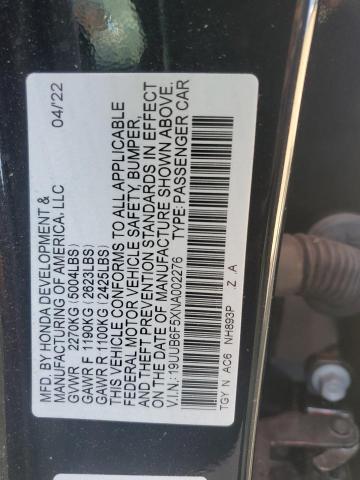 MFD. BY HONDA DEVELOPMENT & 04/22
MANUFACTURING OF AMERICA, LLC
GVWR 2270KG (5004LBS)
GAWR F 1190KG (2623LBS)
GAWR R 1100KG (2425LBS)
THIS VEHICLE CONFORMS TO ALL APPLICABLE
FEDERAL MOTOR VEHICLE SAFETY, BUMPER,
AND THEFT PREVENTION STANDARDS IN EFFECT
ON THE DATE OF MANUFACTURE SHOWN ABOVE.
V.I.N.: 19UUB6F5XNA002276 TYPE: PASSENGER CAR
TGY N AC6 NH893P Z .A